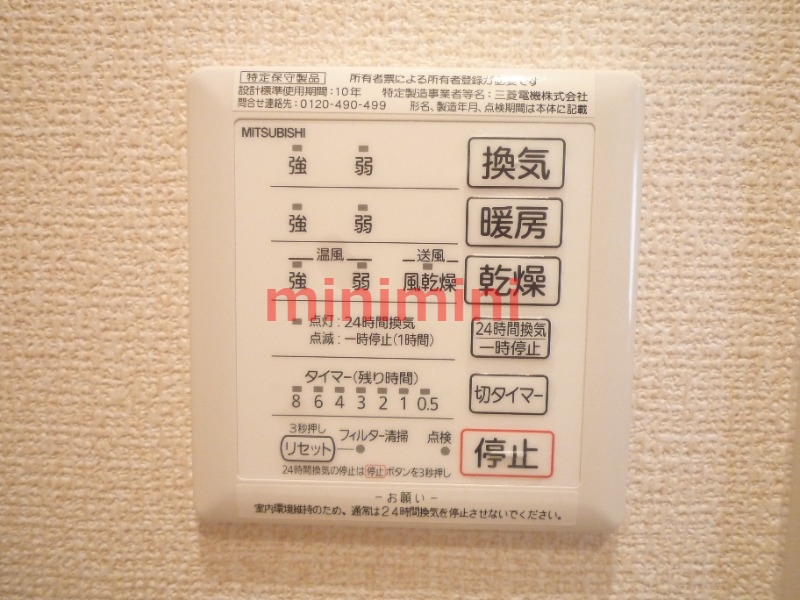 特定保守製品 所有者票による所有者登録が必要です
設計標準使用期間:10年 特定製造事業者等名:三菱電機株式会社
問合せ連絡先:0120-490-499 形名、製造年月、点検期間は本体に記載
MITSUBISHI
強 弱 換気
強 弱 暖房
温風 送風
強 弱 風乾燥 乾燥
minimini
点灯:24時間換気 24時間換気
点滅:一時停止(1時間) 一時停止
タイマー(残り時間) 切タイマー
8 6 4 3 2 1 0.5
3秒押し
リセット フィルター清掃 点検 停止
24時間換気の停止は停止ボタンを3秒押し
-お願い-
室内環境維持のため、通常は24時間換気を停止させないでください。